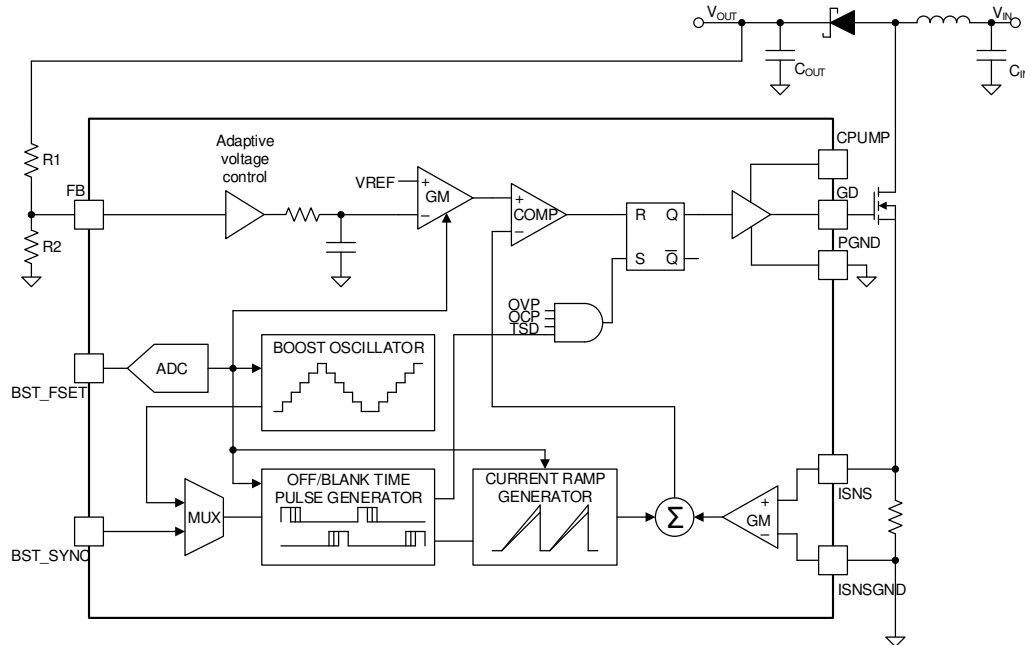 VOUT
VIN
COUT
CIN
Adaptive
voltage
control
CPUMP
R1
VREF
+
GM
−
+
COMP
−
R Q
S Q
GD
FB
R2
PGND
OVP
OCP
TSD
BOOST OSCILLATOR
ADC
BST_FSET
OFF/BLANK TIME
PULSE GENERATOR
CURRENT RAMP
GENERATOR
ISNS
MUX
Σ
+
GM
−
BST_SYNC
ISNSGND